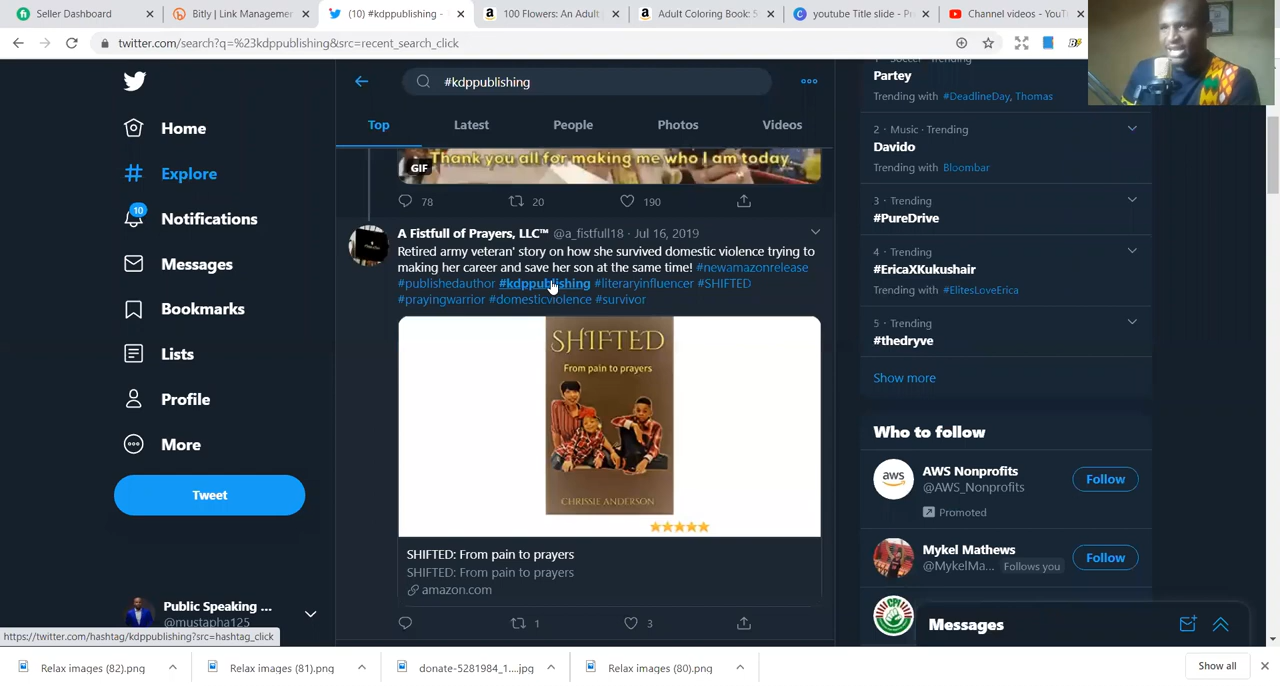 Seller Dashboard
Bitly | Link Managemer
(10) #kdppublishing -
100 Flowers: An Adult
Adult Coloring Book: 5
youtube Title slide - P
Channel videos - YouT
twitter.com/search?q=%23kdppublishing&src=recent_search_click
Home
Explore
10
Notifications
Messages
Bookmarks
Lists
Profile
More
Tweet
Public Speaking ...
@mustapha125
https://twitter.com/hashtag/kdppublishing?src=hashtag_click
#kdppublishing
Top
Latest
People
Photos
Videos
Thank you all for making me who I am today
GIF
78
20
190
A Fistfull of Prayers, LLC™ @a_fistfull18 · Jul 16, 2019
Retired army veteran' story on how she survived domestic violence trying to
making her career and save her son at the same time! #newamazonrelease
#publishedauthor #kdppublishing #literaryinfluencer #SHIFTED
#prayingwarrior #domesticviolence #survivor
SHIFTED
From pain to prayers
CHRISSIE ANDERSON
SHIFTED: From pain to prayers
SHIFTED: From pain to prayers
amazon.com
1
3
1 · Soccer · Trending
Partey
Trending with #DeadlineDay, Thomas
2 · Music · Trending
Davido
Trending with Bloombar
3 · Trending
#PureDrive
4 · Trending
#EricaXKukushair
Trending with #ElitesLoveErica
5 · Trending
#thedryve
Show more
Who to follow
aws
AWS Nonprofits
@AWS_Nonprofits
Follow
Promoted
Mykel Mathews
@MykelMa... Follows you
Follow
Messages
Relax images (82).png
Relax images (81).png
donate-5281984_1....jpg
Relax images (80).png
Show all